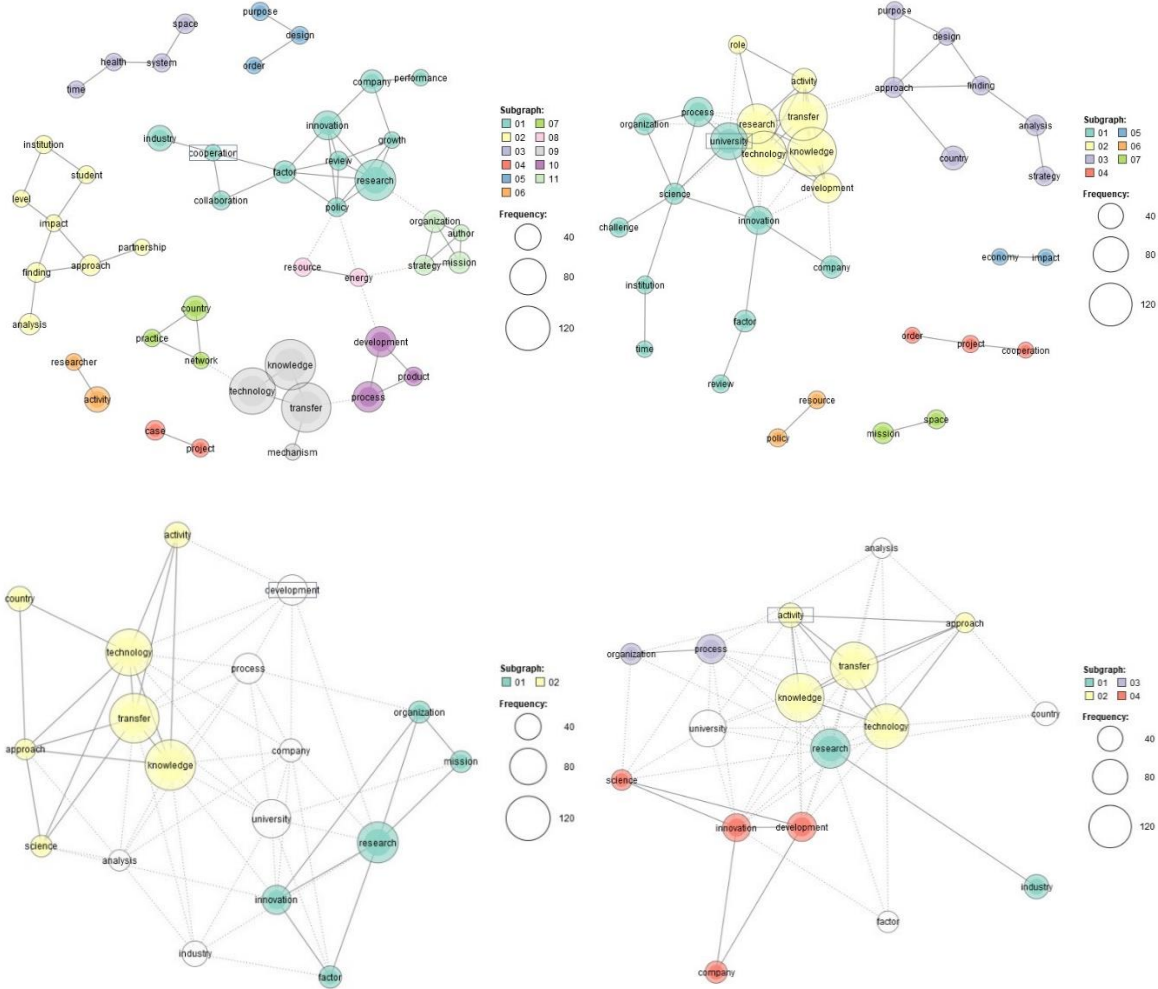 space
health
system
time
purpose
design
order
company
performance
innovation
growth
industry
cooperation
review
factor
research
collaboration
policy
institution
student
level
impact
partnership
finding
approach
analysis
organization
author
strategy
mission
resource
energy
country
practice
network
development
product
process
knowledge
technology
transfer
mechanism
researcher
activity
case
project
Subgraph:
01 07
02 08
03 09
04 10
05 11
06
Frequency:
40
80
120
purpose
design
role
activity
approach
finding
process
organization
research
transfer
university
technology
knowledge
development
analysis
country
strategy
science
innovation
challenge
company
institution
economy impact
factor
time
review
order
project
cooperation
resource
policy
space
mission
Subgraph:
01 05
02 06
03 07
04
Frequency:
40
80
120
activity
development
country
technology
process
transfer
organization
approach
knowledge
company
mission
university
science
analysis
research
innovation
industry
factor
Subgraph:
01 02
Frequency:
40
80
120
analysis
activity
approach
organization
process
transfer
knowledge
country
university
technology
research
science
innovation
development
industry
factor
company
Subgraph:
01 03
02 04
Frequency:
40
80
120